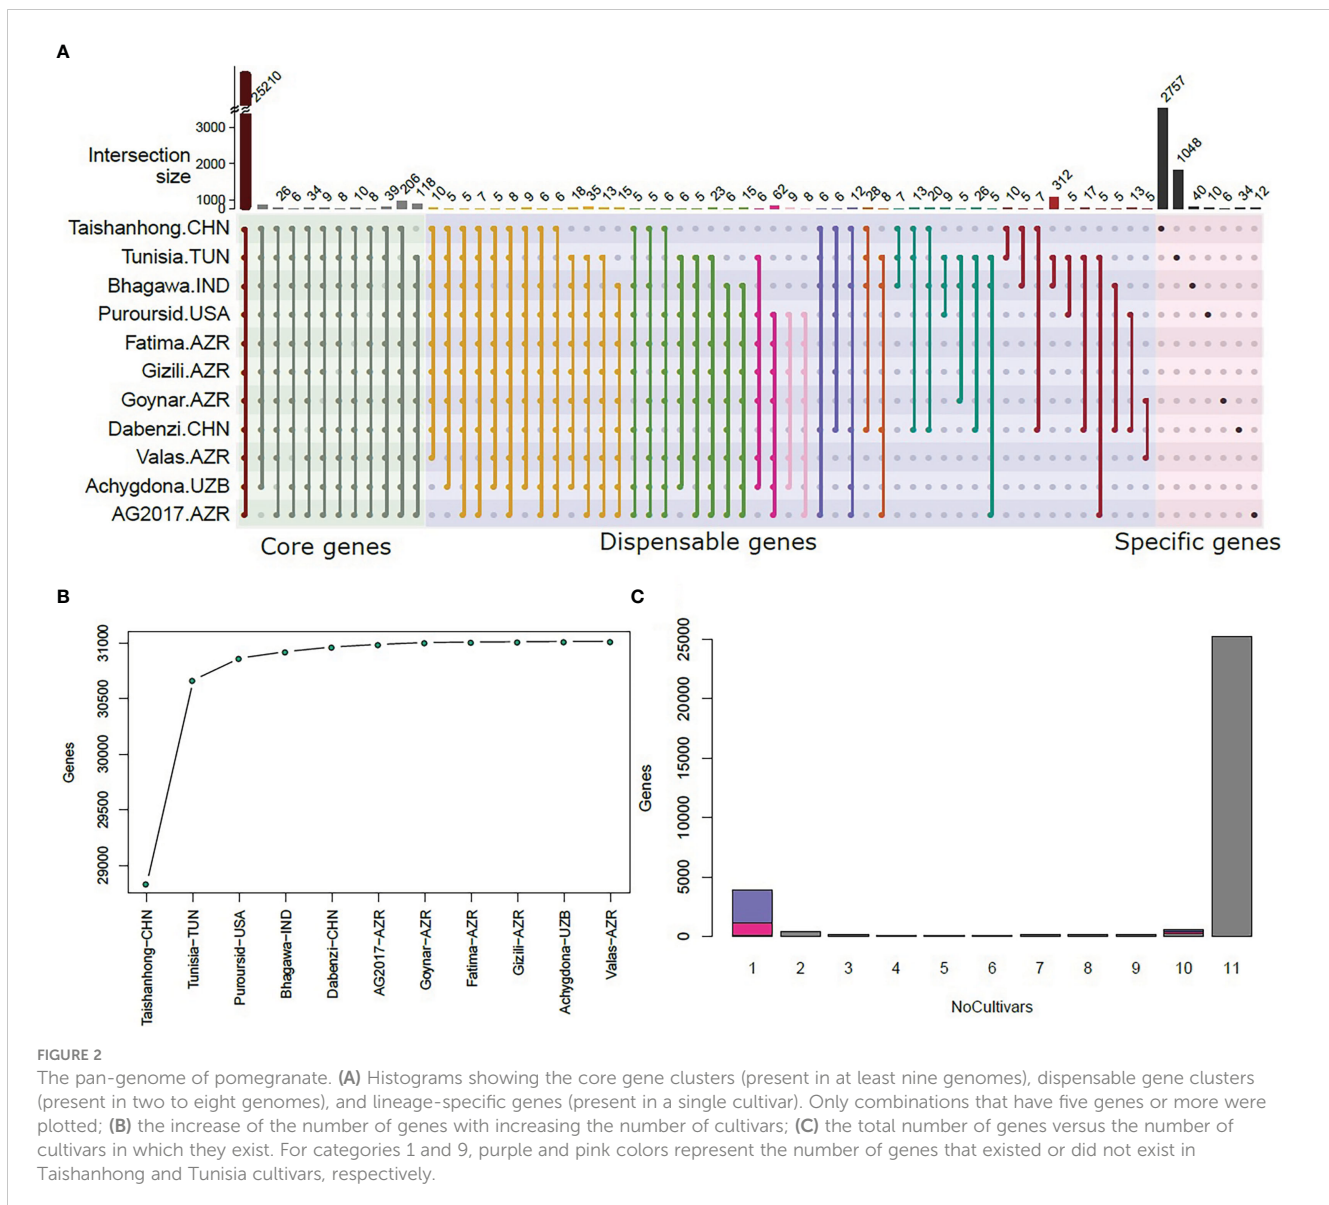 A
25210
3000
2000
1000
0
Intersection
size
26 6 34 9 8 10 8 39 206 118 10 5 5 7 5 8 9 6 6 18 35 13 15 5 5 6 6 5 23 6 15 6 62 9 8 6 6 12 28 8 7 13 20 9 5 26 5 10 5 7 312 5 17 5 13 5 2757 1048 40 10 6 34 12
Taishanhong.CHN
Tunisia.TUN
Bhagawa.IND
Puroursid.USA
Fatima.AZR
Gizili.AZR
Goynar.AZR
Dabenzi.CHN
Valas.AZR
Achygdona.UZB
AG2017.AZR
Core genes
Dispensable genes
Specific genes
B
Genes
31000
30500
30000
29500
29000
Taishanhong-CHN
Tunisia-TUN
Puroursid-USA
Bhagawa-IND
Dabenzi-CHN
AG2017-AZR
Goynar-AZR
Fatima-AZR
Gizili-AZR
Achygdona-UZB
Valas-AZR
C
Genes
25000
20000
15000
10000
5000
0
1 2 3 4 5 6 7 8 9 10 11
NoCultivars
FIGURE 2
The pan-genome of pomegranate. (A) Histograms showing the core gene clusters (present in at least nine genomes), dispensable gene clusters
(present in two to eight genomes), and lineage-specific genes (present in a single cultivar). Only combinations that have five genes or more were
plotted; (B) the increase of the number of genes with increasing the number of cultivars; (C) the total number of genes versus the number of
cultivars in which they exist. For categories 1 and 9, purple and pink colors represent the number of genes that existed or did not exist in
Taishanhong and Tunisia cultivars, respectively.